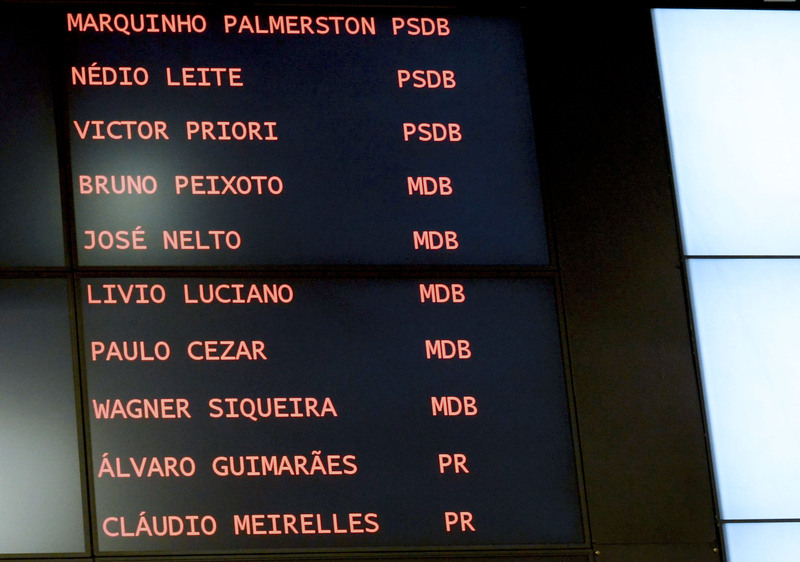 MARQUINHO PALMERSTON PSDB
NÉDIO LEITE PSDB
VICTOR PRIORI PSDB
BRUNO PEIXOTO MDB
JOSÉ NELTO MDB
LIVIO LUCIANO MDB
PAULO CEZAR MDB
WAGNER SIQUEIRA MDB
ÁLVARO GUIMARÃES PR
CLÁUDIO MEIRELLES PR